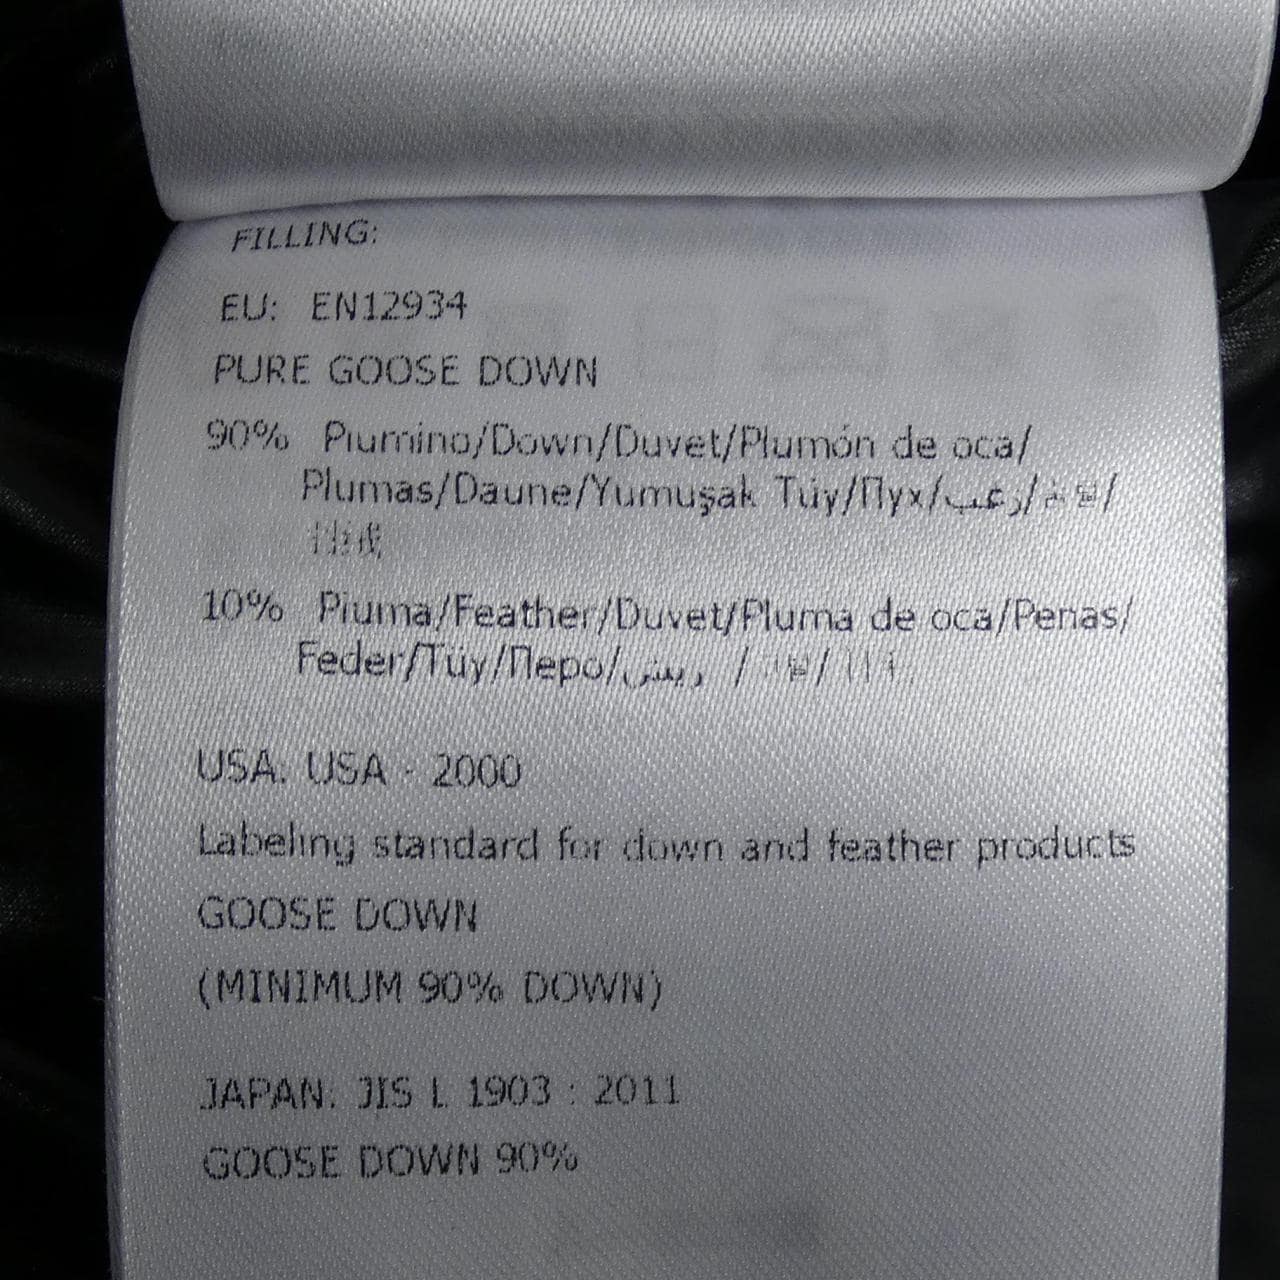 FILLING:
EU: EN12934
PURE GOOSE DOWN
90% Piumino/Down/Duvet/Plumón de oca/
Plumas/Daune/Yumuşak Tüy/Пух/زغب/
10% Piuma/Feather/Duvet/Pluma de oca/Penas/
Feder/Tüy/Перо/ريش /
USA: USA - 2000
Labeling standard for down and feather products
GOOSE DOWN
(MINIMUM 90% DOWN)
JAPAN: JIS L 1903 : 2011
GOOSE DOWN 90%